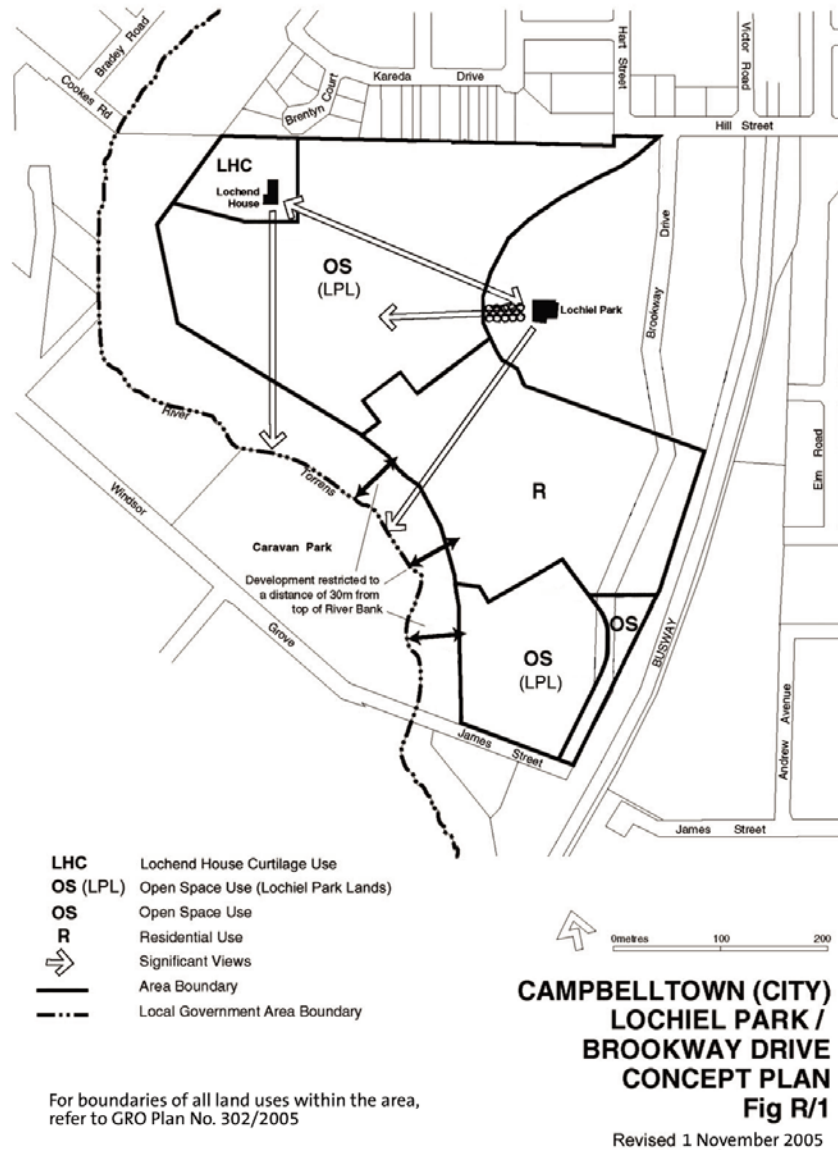 Bradey Road
Cookes Rd
Brentyn Court
Kareda Drive
Hart Street
Victor Road
Hill Street
LHC
Lochend
House
OS
(LPL)
Lochiel Park
Brookway Drive
River
Torrens
Windsor
Grove
R
Elm Road
Caravan Park
Development restricted to
a distance of 30m from
top of River Bank
OS
(LPL)
OS
BUSWAY
Andrew Avenue
James Street
James Street
LHC Lochend House Curtilage Use
OS (LPL) Open Space Use (Lochiel Park Lands)
OS Open Space Use
R Residential Use
Significant Views
Area Boundary
Local Government Area Boundary
0metres 100 200
CAMPBELLTOWN (CITY)
LOCHIEL PARK /
BROOKWAY DRIVE
CONCEPT PLAN
Fig R/1
Revised 1 November 2005
For boundaries of all land uses within the area,
refer to GRO Plan No. 302/2005